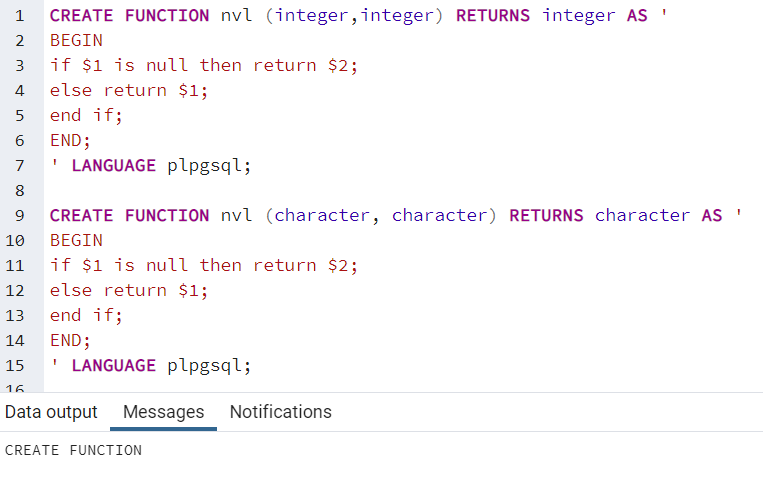 1 CREATE FUNCTION nvl (integer,integer) RETURNS integer AS '
2 BEGIN
3 if $1 is null then return $2;
4 else return $1;
5 end if;
6 END;
7 ' LANGUAGE plpgsql;
8
9 CREATE FUNCTION nvl (character, character) RETURNS character AS '
10 BEGIN
11 if $1 is null then return $2;
12 else return $1;
13 end if;
14 END;
15 ' LANGUAGE plpgsql;
16
Data output Messages Notifications
CREATE FUNCTION